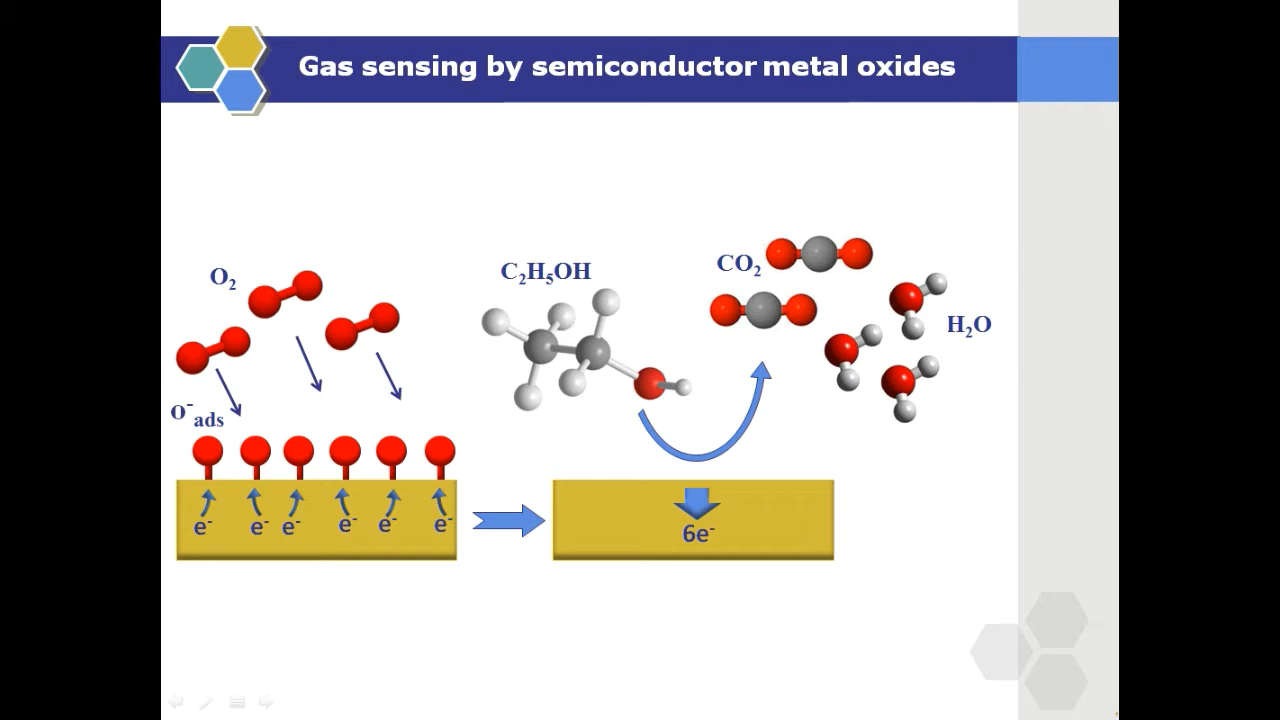 Gas sensing by semiconductor metal oxides
O₂
C₂H₅OH
CO₂
H₂O
O⁻ads
e⁻ e⁻ e⁻ e⁻ e⁻ e⁻
6e⁻